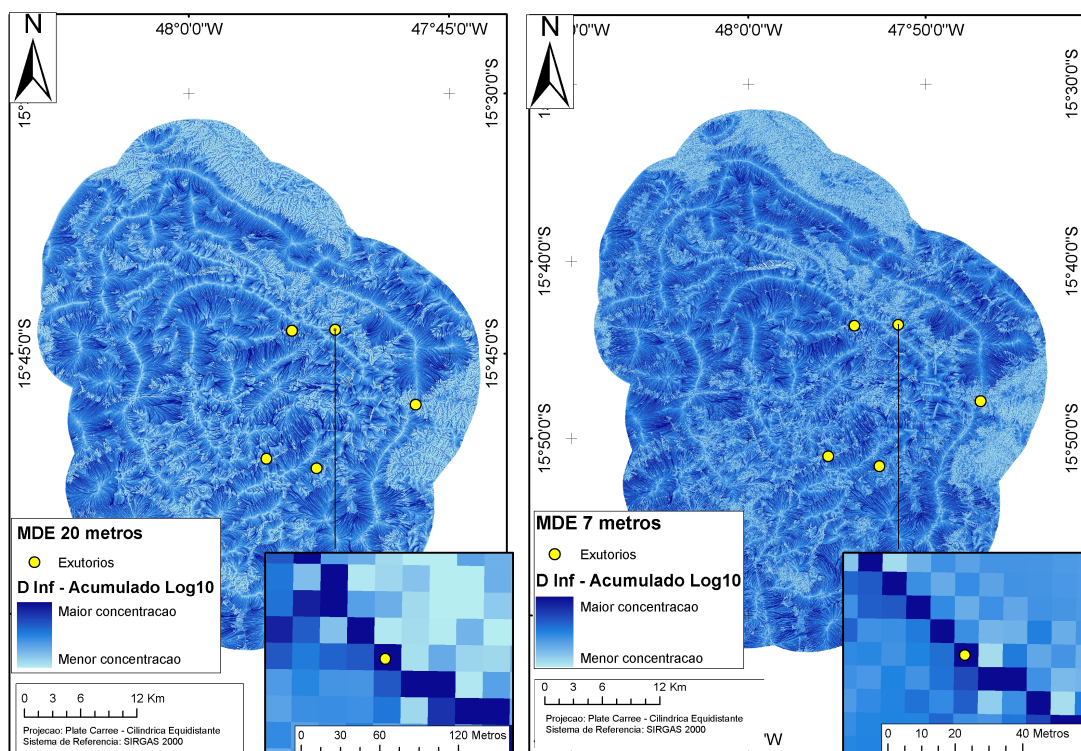 N
48°0'0"W
47°45'0"W
15°30'0"S
15°
15°45'0"S
15°45'0"S
MDE 20 metros
Exutorios
D Inf - Acumulado Log10
Maior concentracao
Menor concentracao
0 3 6 12 Km
Projecao: Plate Carree - Cilindrica Equidistante
Sistema de Referencia: SIRGAS 2000
0 30 60 120 Metros
N
0'0"W
48°0'0"W
47°50'0"W
15°30'0"S
15°40'0"S
15°40'0"S
15°50'0"S
15°50'0"S
MDE 7 metros
Exutorios
D Inf - Acumulado Log10
Maior concentracao
Menor concentracao
0 3 6 12 Km
Projecao: Plate Carree - Cilindrica Equidistante
Sistema de Referencia: SIRGAS 2000
"W
0 10 20 40 Metros